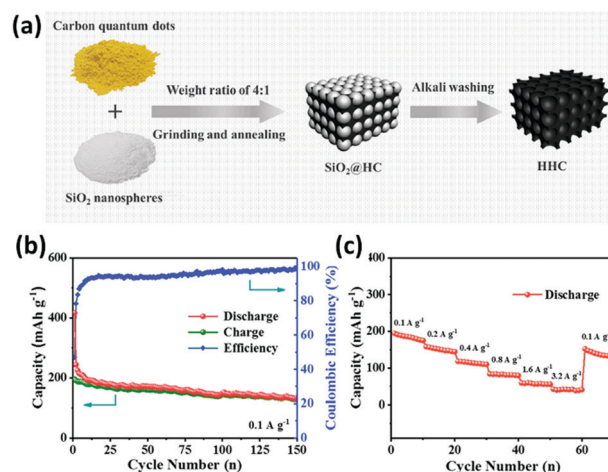 (a)
Carbon quantum dots
+
SiO₂ nanospheres
Weight ratio of 4:1
Grinding and annealing
SiO₂@HC
Alkali washing
HHC
(b)
Capacity (mAh g⁻¹)
600
400
200
0
Discharge
Charge
Efficiency
0.1 A g⁻¹
100
80
60
40
20
0
Coulombic Efficiency (%)
0 25 50 75 100 125 150
Cycle Number (n)
(c)
Capacity (mAh g⁻¹)
400
300
200
100
0
Discharge
0.1 A g⁻¹
0.2 A g⁻¹
0.4 A g⁻¹
0.8 A g⁻¹
1.6 A g⁻¹
3.2 A g⁻¹
0.1 A g⁻¹
0 20 40 60
Cycle Number (n)